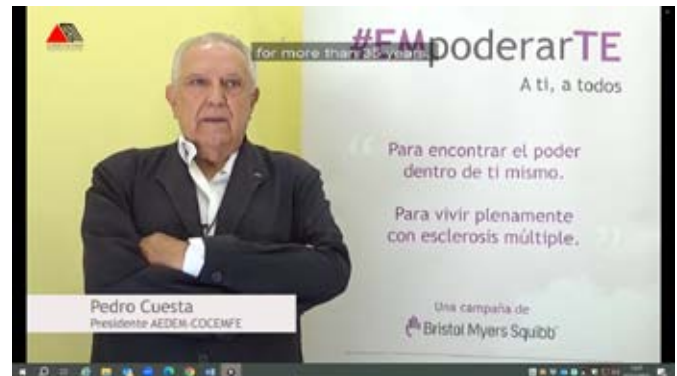 for more than 35 years,
#EMpoderarTE
A ti, a todos
“ Para encontrar el poder
dentro de ti mismo.
Para vivir plenamente
con esclerosis múltiple. ”
Pedro Cuesta
Presidente AEDEM-COCEMFE
Una campaña de
Bristol Myers Squibb™